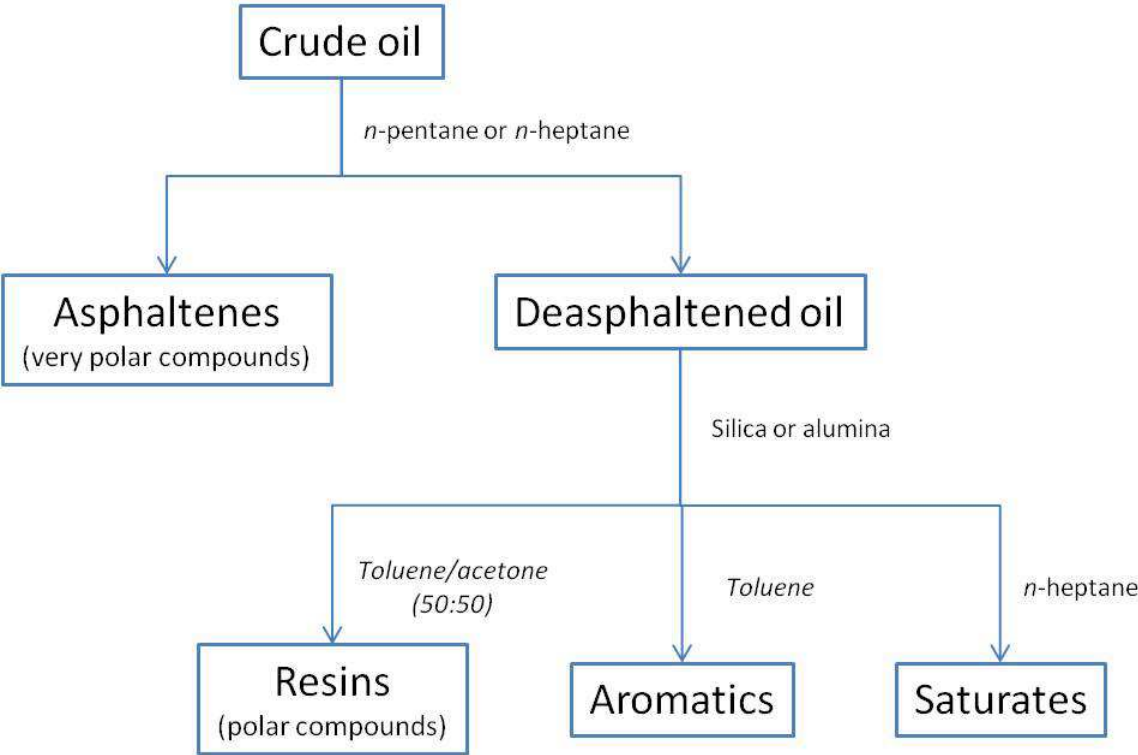 Crude oil
n-pentane or n-heptane
Asphaltenes
(very polar compounds)
Deasphaltened oil
Silica or alumina
Toluene/acetone
(50:50)
Toluene
n-heptane
Resins
(polar compounds)
Aromatics
Saturates